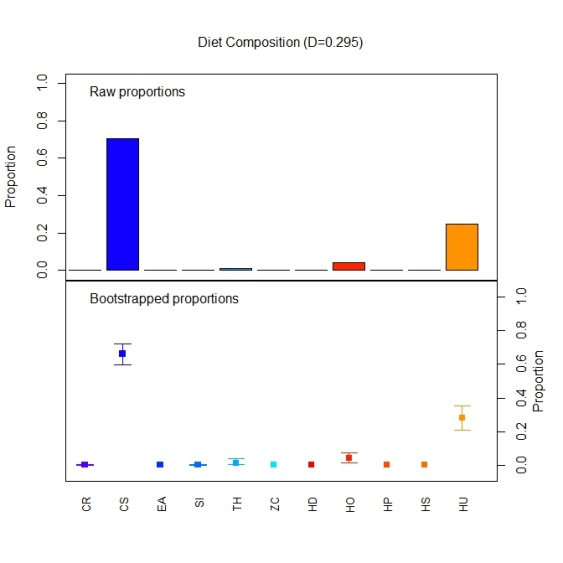 Diet Composition (D=0.295)
Raw proportions
Proportion
1.0
0.8
0.6
0.4
0.2
0.0
Bootstrapped proportions
1.0
0.8
0.6
0.4
0.2
0.0
Proportion
CR CS EA SI TH ZC HD HO HP HS HU